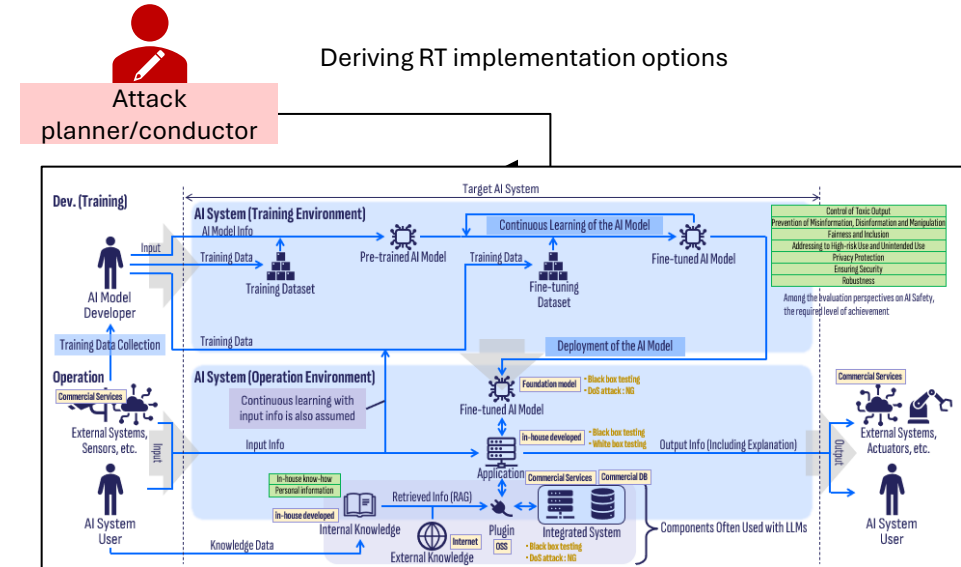 Deriving RT implementation options
Attack
planner/conductor
Target AI System
Dev. (Training)
AI System (Training Environment)
AI Model Info
Input
Training Data
Training Dataset
Pre-trained AI Model
Continuous Learning of the AI Model
Training Data
Fine-tuning
Dataset
Fine-tuned AI Model
Control of Toxic Output
Prevention of Misinformation, Disinformation and Manipulation
Fairness and Inclusion
Addressing to High-risk Use and Unintended Use
Privacy Protection
Ensuring Security
Robustness
Among the evaluation perspectives on AI Safety,
the required level of achievement
AI Model
Developer
Training Data Collection
Training Data
Deployment of the AI Model
Operation
Commercial Services
External Systems,
Sensors, etc.
Input
AI System (Operation Environment)
Continuous learning with
input info is also assumed
Foundation model
• Black box testing
• DoS attack : NG
Fine-tuned AI Model
Input Info
in-house developed
• Black box testing
• White box testing
Application
Output Info (Including Explanation)
Output
Commercial Services
External Systems,
Actuators, etc.
In-house know-how
Personal information
in-house developed
Internal Knowledge
Retrieved Info (RAG)
Commercial Services
Commercial DB
Plugin
OSS
Integrated System
• Black box testing
• DoS attack : NG
Components Often Used with LLMs
Internet
External Knowledge
Knowledge Data
AI System
User
AI System
User